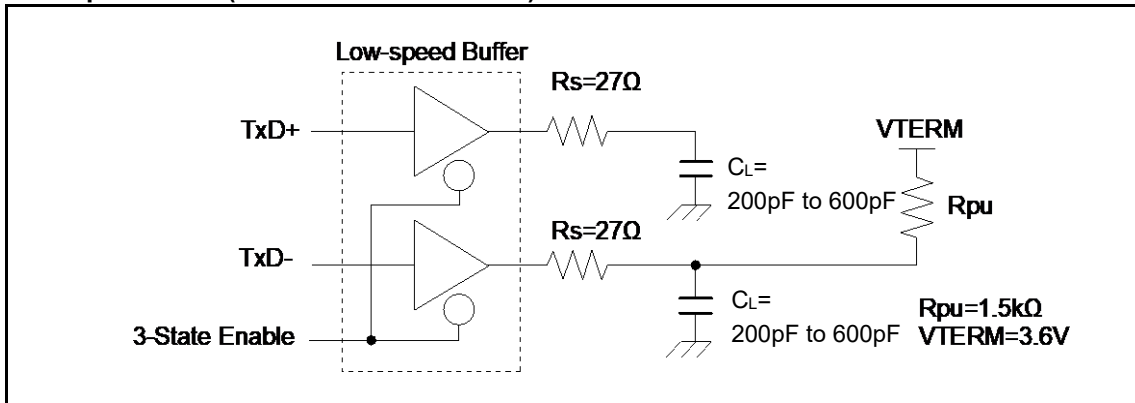 Low-speed Buffer
Rs=27Ω
TxD+
VTERM
CL=
200pF to 600pF
Rpu
Rs=27Ω
TxD-
CL=
200pF to 600pF
Rpu=1.5kΩ
VTERM=3.6V
3-State Enable